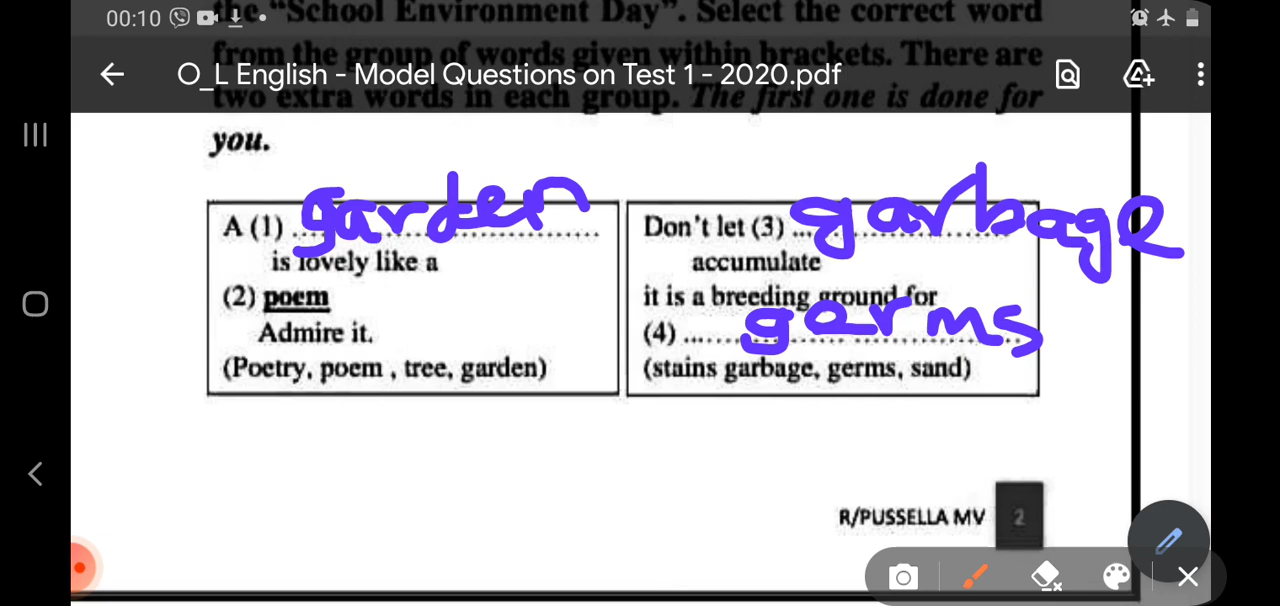 00:10
the "School Environment Day". Select the correct word
from the group of words given within brackets. There are
O_L English - Model Questions on Test 1 - 2020.pdf
two extra words in each group. The first one is done for
you.
A (1) .......................................... garden
is lovely like a
(2) poem
Admire it.
(Poetry, poem , tree, garden)
Don't let (3) .............................. garbage
accumulate
it is a breeding ground for
(4) .............................. germs
(stains garbage, germs, sand)
R/PUSSELLA MV 2